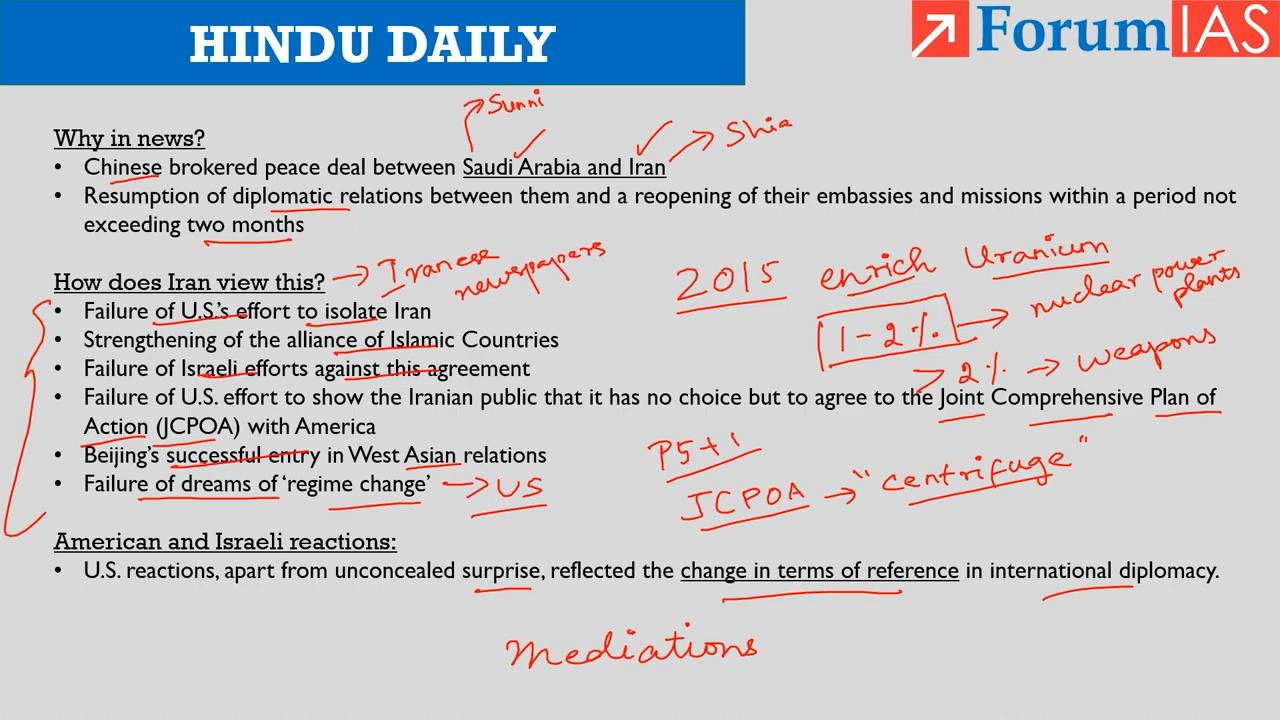 HINDU DAILY
Forum IAS
Sunni
Shia
Why in news?
• Chinese brokered peace deal between Saudi Arabia and Iran
• Resumption of diplomatic relations between them and a reopening of their embassies and missions within a period not
exceeding two months
How does Iran view this? → Iranese
newspapers
• Failure of U.S.'s effort to isolate Iran
• Strengthening of the alliance of Islamic Countries
• Failure of Israeli efforts against this agreement
• Failure of U.S. effort to show the Iranian public that it has no choice but to agree to the Joint Comprehensive Plan of
Action (JCPOA) with America
• Beijing's successful entry in West Asian relations
• Failure of dreams of 'regime change' → US
2015 enrich Uranium
1-2% → nuclear power
plants
> 2% → weapons
P5+1
JCPOA → "centrifuge"
American and Israeli reactions:
• U.S. reactions, apart from unconcealed surprise, reflected the change in terms of reference in international diplomacy.
Mediations